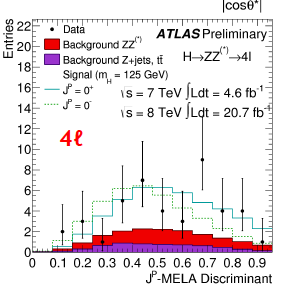 |cosθ*|
Entries
22
20
18
16
14
12
10
8
6
4
2
0
Data
Background ZZ(*)
Background Z+jets, tt̄
Signal (mH = 125 GeV)
J^P = 0+
J^P = 0-
ATLAS Preliminary
H→ZZ(*)→4l
√s = 7 TeV ∫Ldt = 4.6 fb-1
√s = 8 TeV ∫Ldt = 20.7 fb-1
4ℓ
0 0.1 0.2 0.3 0.4 0.5 0.6 0.7 0.8 0.9
J^P-MELA Discriminant